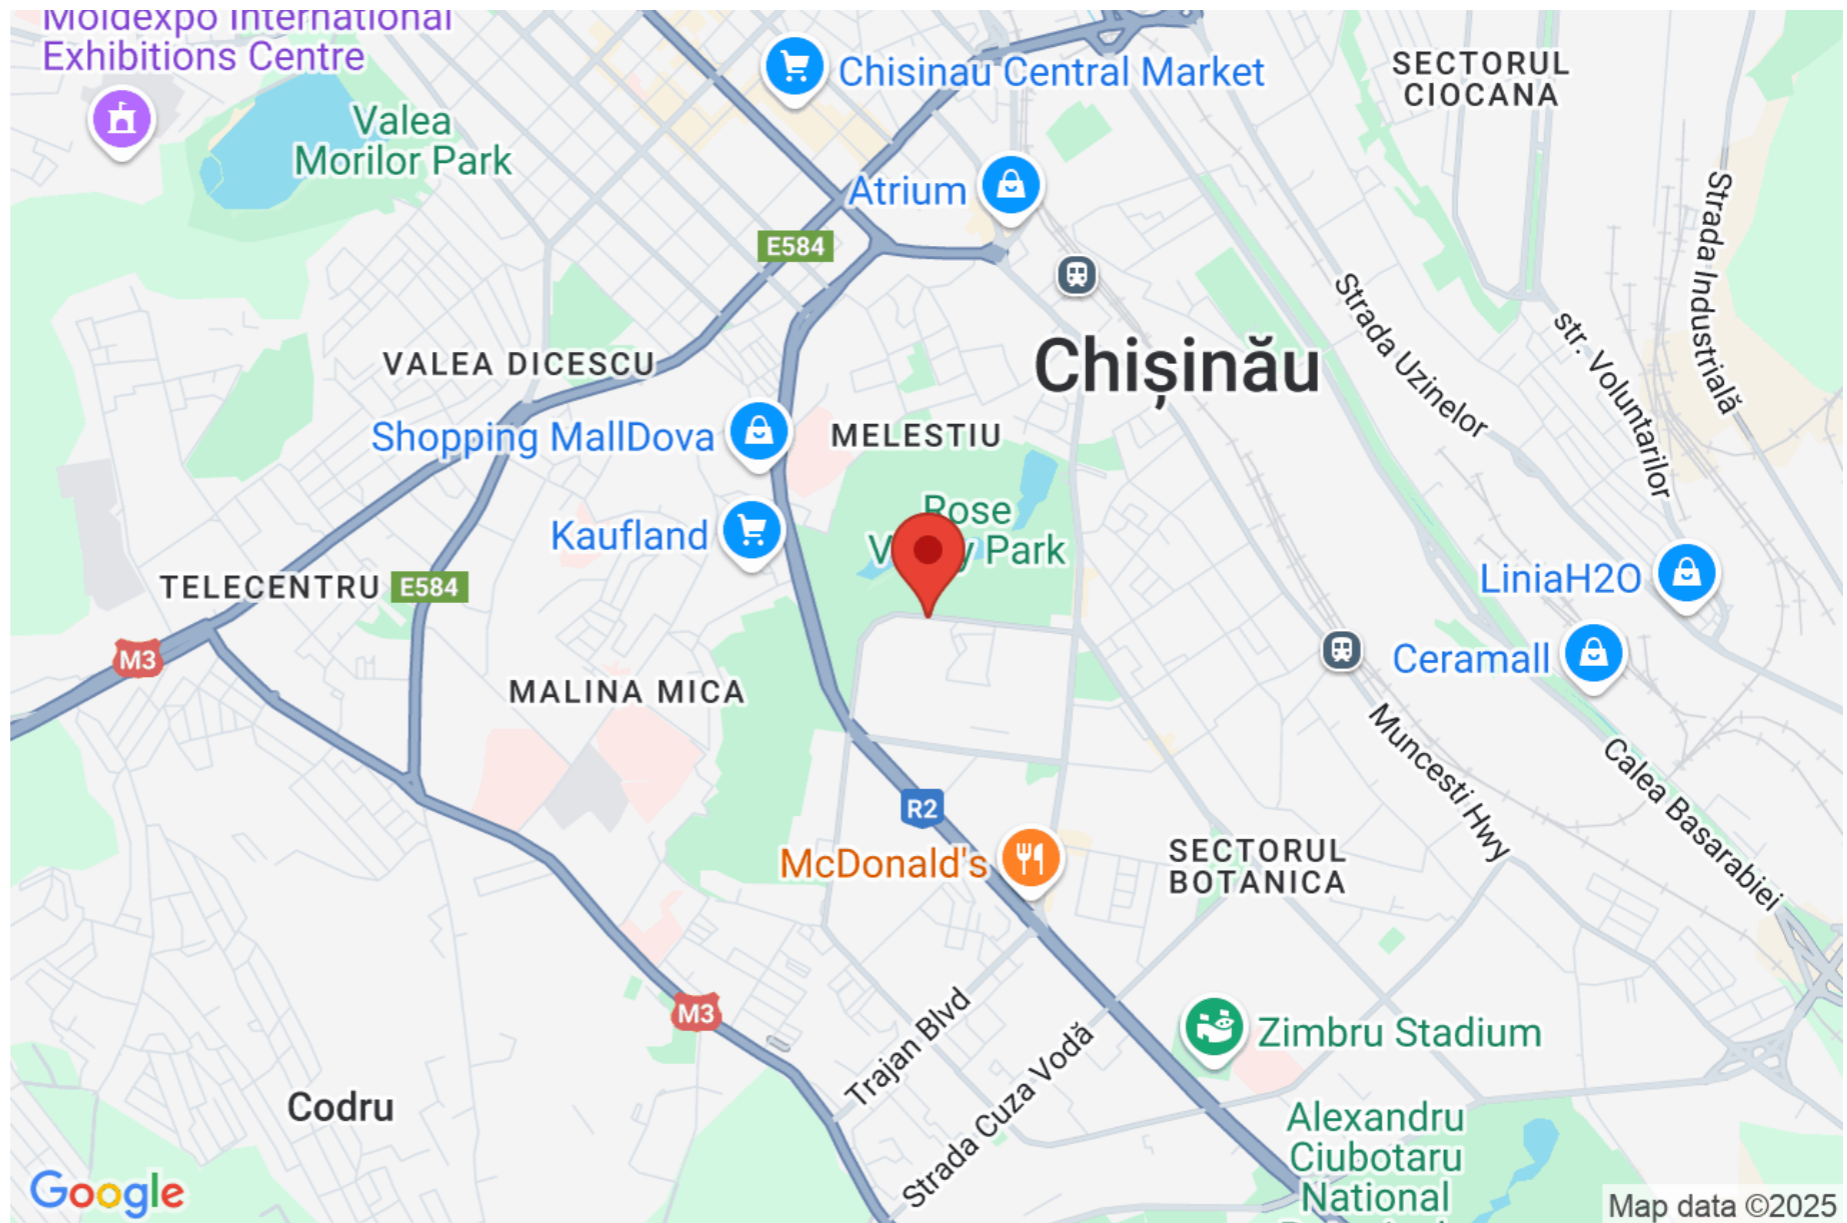 Moldexpo International
Exhibitions Centre
Valea
Morilor Park
Chisinau Central Market
SECTORUL
CIOCANA
Atrium
E584
Strada Industrială
Strada Uzinelor
str. Voluntarilor
Chișinău
VALEA DICESCU
Shopping MallDova
MELESTIU
Kaufland
Rose
Park
TELECENTRU
E584
LiniaH2O
M3
Ceramall
MALINA MICA
Muncesti Hwy
Calea Basarabiei
R2
McDonald's
SECTORUL
BOTANICA
M3
Trajan Blvd
Strada Cuza Vodă
Zimbru Stadium
Codru
Alexandru
Ciubotaru
National
Google
Map data ©2025